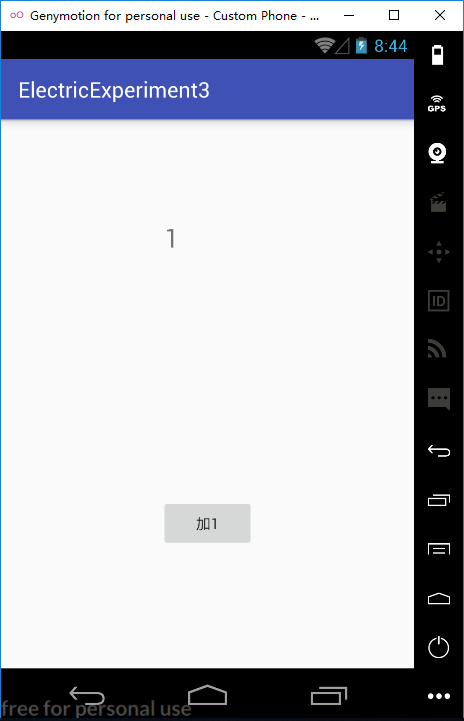 Genymotion for personal use - Custom Phone - ...
8:44
ElectricExperiment3
GPS
1
ID
加1
free for personal use